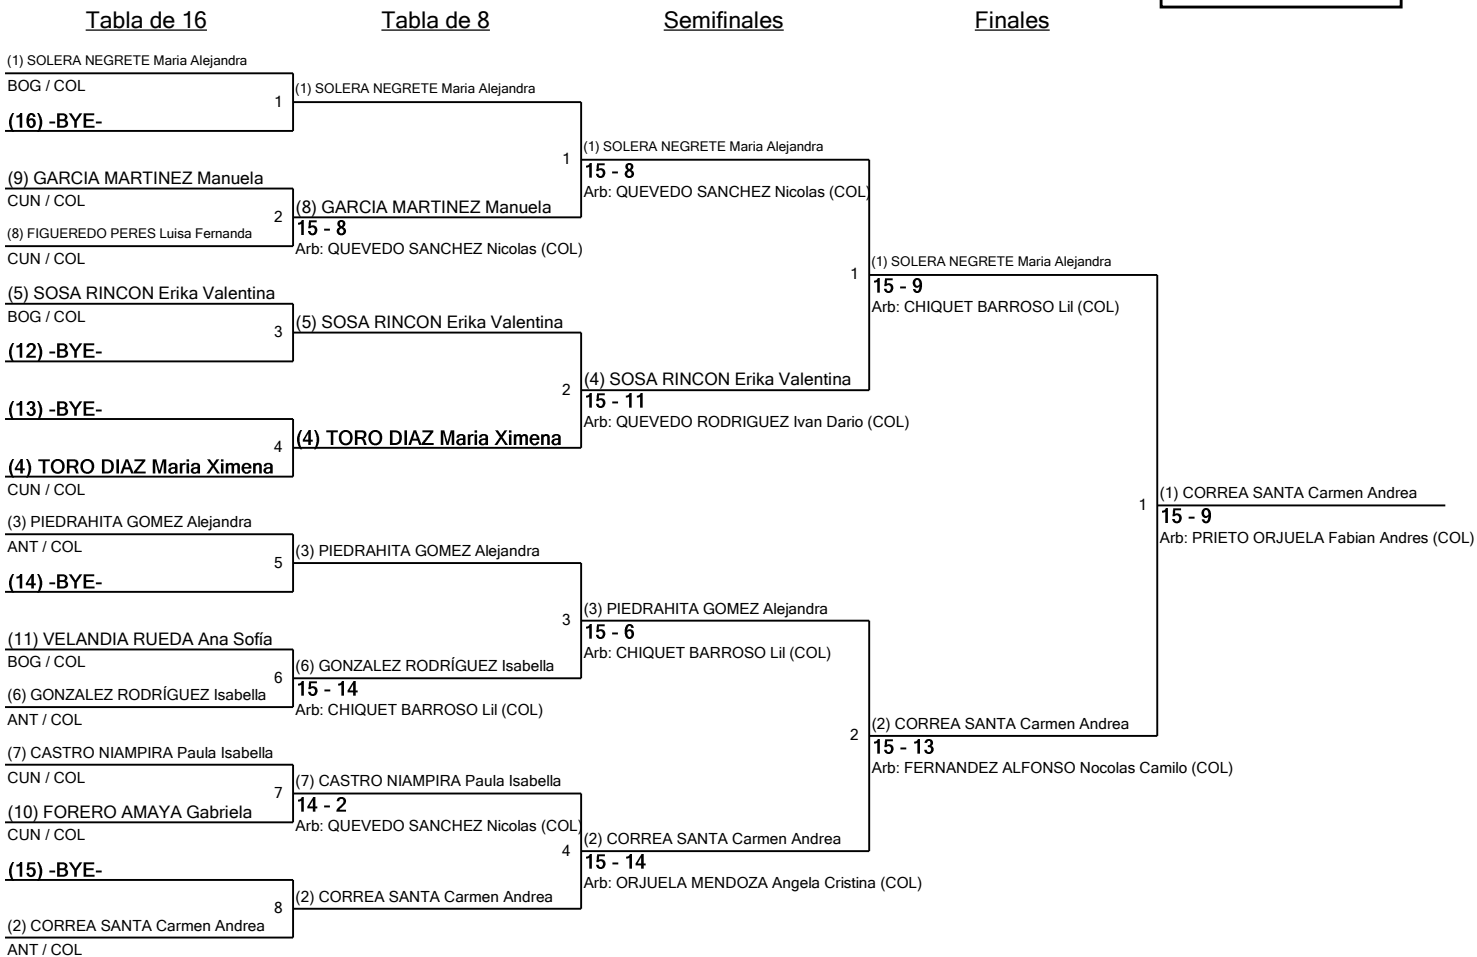 Tabla de 16
Tabla de 8
Semifinales
Finales
(1) SOLERA NEGRETE Maria Alejandra
BOG / COL
1
(16) -BYE-
(9) GARCIA MARTINEZ Manuela
CUN / COL
2
(8) FIGUEREDO PERES Luisa Fernanda
CUN / COL
(5) SOSA RINCON Erika Valentina
BOG / COL
3
(12) -BYE-
(13) -BYE-
4
(4) TORO DIAZ Maria Ximena
CUN / COL
(3) PIEDRAHITA GOMEZ Alejandra
ANT / COL
5
(14) -BYE-
(11) VELANDIA RUEDA Ana Sofía
BOG / COL
6
(6) GONZALEZ RODRÍGUEZ Isabella
ANT / COL
(7) CASTRO NIAMPIRA Paula Isabella
CUN / COL
7
(10) FORERO AMAYA Gabriela
CUN / COL
(15) -BYE-
8
(2) CORREA SANTA Carmen Andrea
ANT / COL
(1) SOLERA NEGRETE Maria Alejandra
1
(8) GARCIA MARTINEZ Manuela
15 - 8
Arb: QUEVEDO SANCHEZ Nicolas (COL)
(5) SOSA RINCON Erika Valentina
2
(4) TORO DIAZ Maria Ximena
(3) PIEDRAHITA GOMEZ Alejandra
3
(6) GONZALEZ RODRÍGUEZ Isabella
15 - 14
Arb: CHIQUET BARROSO Lil (COL)
(7) CASTRO NIAMPIRA Paula Isabella
14 - 2
Arb: QUEVEDO SANCHEZ Nicolas (COL)
4
(2) CORREA SANTA Carmen Andrea
(1) SOLERA NEGRETE Maria Alejandra
15 - 8
Arb: QUEVEDO SANCHEZ Nicolas (COL)
1
(4) SOSA RINCON Erika Valentina
15 - 11
Arb: QUEVEDO RODRIGUEZ Ivan Dario (COL)
(3) PIEDRAHITA GOMEZ Alejandra
15 - 6
Arb: CHIQUET BARROSO Lil (COL)
2
(2) CORREA SANTA Carmen Andrea
15 - 14
Arb: ORJUELA MENDOZA Angela Cristina (COL)
(1) SOLERA NEGRETE Maria Alejandra
15 - 9
Arb: CHIQUET BARROSO Lil (COL)
1
(2) CORREA SANTA Carmen Andrea
15 - 13
Arb: FERNANDEZ ALFONSO Nocolas Camilo (COL)
(1) CORREA SANTA Carmen Andrea
15 - 9
Arb: PRIETO ORJUELA Fabian Andres (COL)